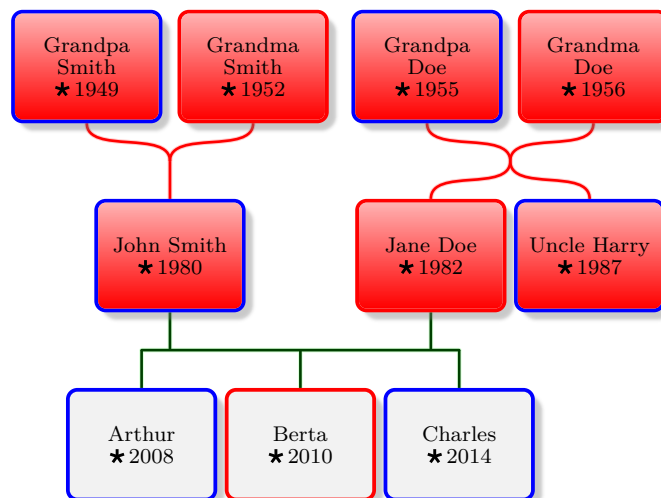 Grandpa
Smith
★ 1949
Grandma
Smith
★ 1952
Grandpa
Doe
★ 1955
Grandma
Doe
★ 1956
John Smith
★ 1980
Jane Doe
★ 1982
Uncle Harry
★ 1987
Arthur
★ 2008
Berta
★ 2010
Charles
★ 2014